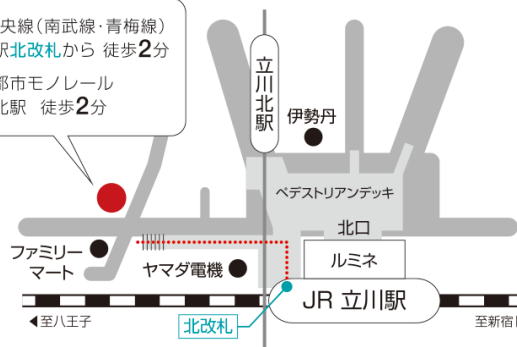 央線（南武線・青梅線）
駅北改札から 徒歩2分
都市モノレール
北駅 徒歩2分
立川北駅
伊勢丹
ペデストリアンデッキ
北口
ファミリー
マート
ヤマダ電機
ルミネ
JR 立川駅
◀至八王子
北改札
至新宿